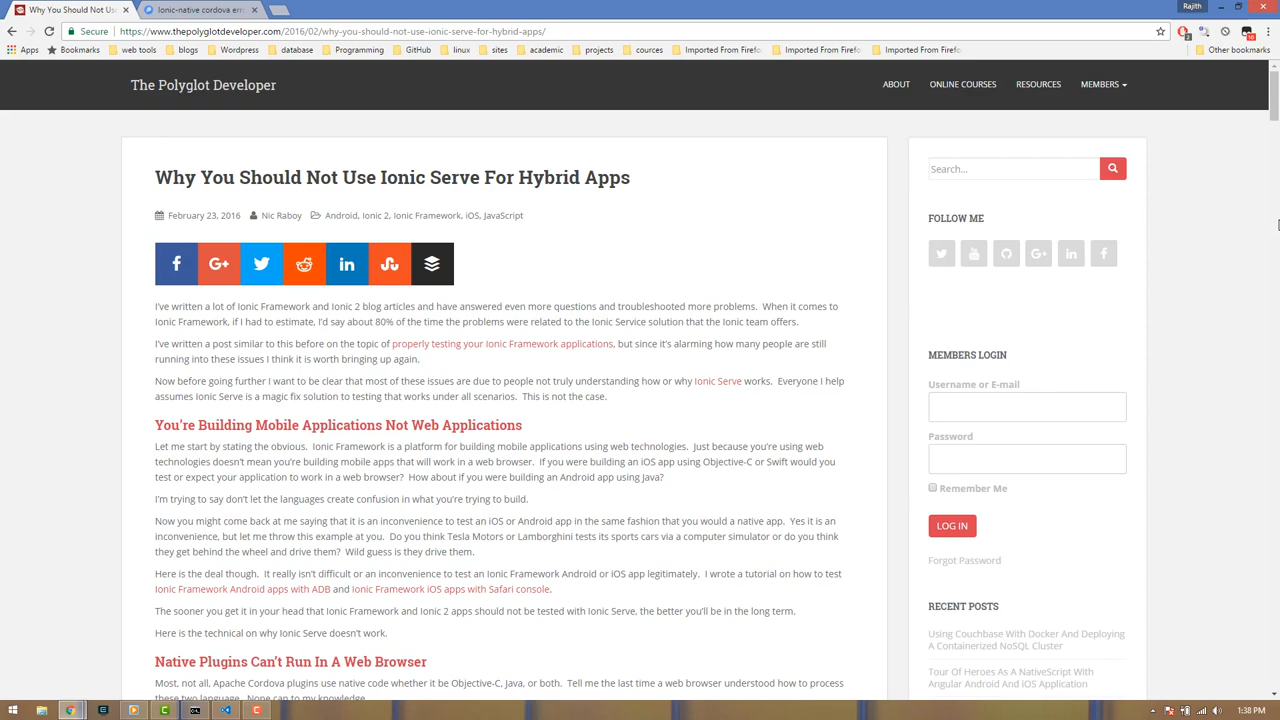 Why You Should Not Us
Ionic-native cordova erro
Rajith
Secure
https://www.thepolyglotdeveloper.com/2016/02/why-you-should-not-use-ionic-serve-for-hybrid-apps/
Apps Bookmarks web tools blogs Wordpress database Programming GitHub linux sites academic projects cources Imported From Firefo Imported From Firefo Imported From Firefo Other bookmarks
The Polyglot Developer
ABOUT ONLINE COURSES RESOURCES MEMBERS
Why You Should Not Use Ionic Serve For Hybrid Apps
February 23, 2016 Nic Raboy Android, Ionic 2, Ionic Framework, iOS, JavaScript
I've written a lot of Ionic Framework and Ionic 2 blog articles and have answered even more questions and troubleshooted more problems. When it comes to
Ionic Framework, if I had to estimate, I'd say about 80% of the time the problems were related to the Ionic Service solution that the Ionic team offers.
I've written a post similar to this before on the topic of properly testing your Ionic Framework applications, but since it's alarming how many people are still
running into these issues I think it is worth bringing up again.
Now before going further I want to be clear that most of these issues are due to people not truly understanding how or why Ionic Serve works. Everyone I help
assumes Ionic Serve is a magic fix solution to testing that works under all scenarios. This is not the case.
You're Building Mobile Applications Not Web Applications
Let me start by stating the obvious. Ionic Framework is a platform for building mobile applications using web technologies. Just because you're using web
technologies doesn't mean you're building mobile apps that will work in a web browser. If you were building an iOS app using Objective-C or Swift would you
test or expect your application to work in a web browser? How about if you were building an Android app using Java?
I'm trying to say don't let the languages create confusion in what you're trying to build.
Now you might come back at me saying that it is an inconvenience to test an iOS or Android app in the same fashion that you would a native app. Yes it is an
inconvenience, but let me throw this example at you. Do you think Tesla Motors or Lamborghini tests its sports cars via a computer simulator or do you think
they get behind the wheel and drive them? Wild guess is they drive them.
Here is the deal though. It really isn't difficult or an inconvenience to test an Ionic Framework Android or iOS app legitimately. I wrote a tutorial on how to test
Ionic Framework Android apps with ADB and Ionic Framework iOS apps with Safari console.
The sooner you get it in your head that Ionic Framework and Ionic 2 apps should not be tested with Ionic Serve, the better you'll be in the long term.
Here is the technical on why Ionic Serve doesn't work.
Native Plugins Can't Run In A Web Browser
Most, not all, Apache Cordova plugins use native code whether it be Objective-C, Java, or both. Tell me the last time a web browser understood how to process
these two language. None can to my knowledge.
Search...
FOLLOW ME
MEMBERS LOGIN
Username or E-mail
Password
Remember Me
LOG IN
Forgot Password
RECENT POSTS
Using Couchbase With Docker And Deploying
A Containerized NoSQL Cluster
Tour Of Heroes As A NativeScript With
Angular Android And iOS Application
1:38 PM